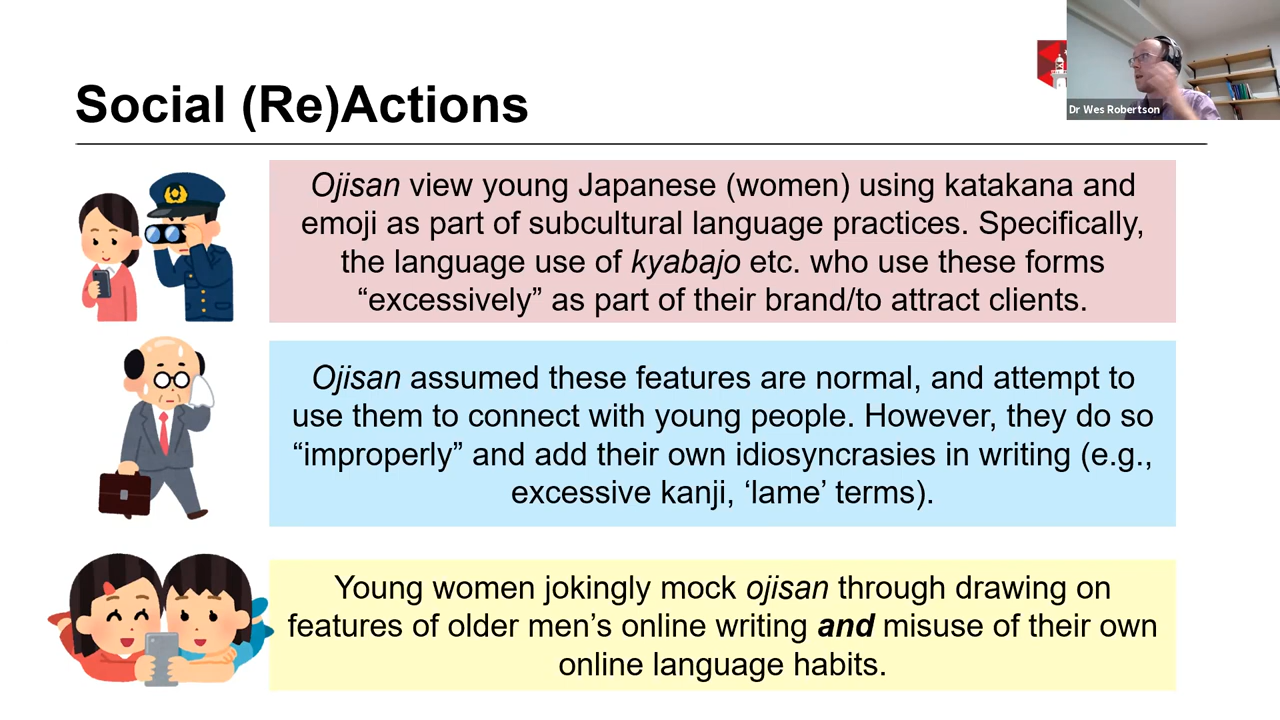 Social (Re)Actions
Dr Wes Robertson
Ojisan view young Japanese (women) using katakana and
emoji as part of subcultural language practices. Specifically,
the language use of kyabajo etc. who use these forms
“excessively” as part of their brand/to attract clients.
Ojisan assumed these features are normal, and attempt to
use them to connect with young people. However, they do so
“improperly” and add their own idiosyncrasies in writing (e.g.,
excessive kanji, ‘lame’ terms).
Young women jokingly mock ojisan through drawing on
features of older men’s online writing and misuse of their own
online language habits.